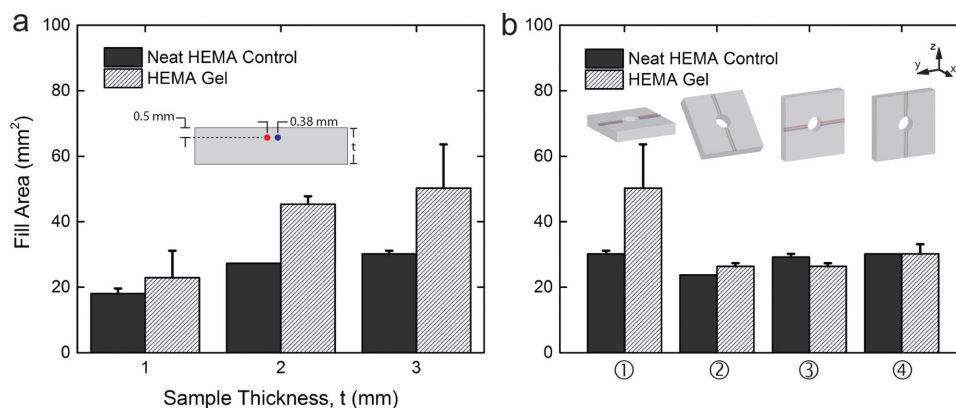 a
100
80
60
40
20
0
Fill Area (mm²)
Neat HEMA Control
HEMA Gel
0.5 mm
0.38 mm
t
1
2
3
Sample Thickness, t (mm)
b
100
80
60
40
20
0
Neat HEMA Control
HEMA Gel
z
y
x
①
②
③
④